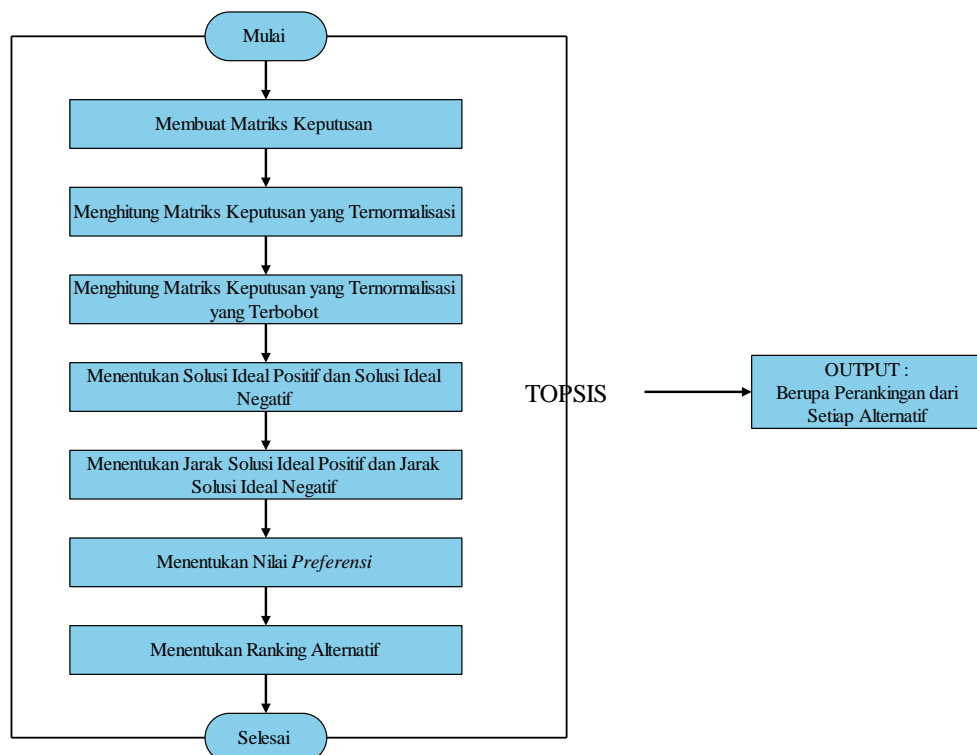 Mulai
Membuat Matriks Keputusan
Menghitung Matriks Keputusan yang Ternormalisasi
Menghitung Matriks Keputusan yang Ternormalisasi
yang Terbobot
Menentukan Solusi Ideal Positif dan Solusi Ideal
Negatif
Menentukan Jarak Solusi Ideal Positif dan Jarak
Solusi Ideal Negatif
Menentukan Nilai Preferensi
Menentukan Ranking Alternatif
Selesai
TOPSIS
OUTPUT :
Berupa Perankingan dari
Setiap Alternatif